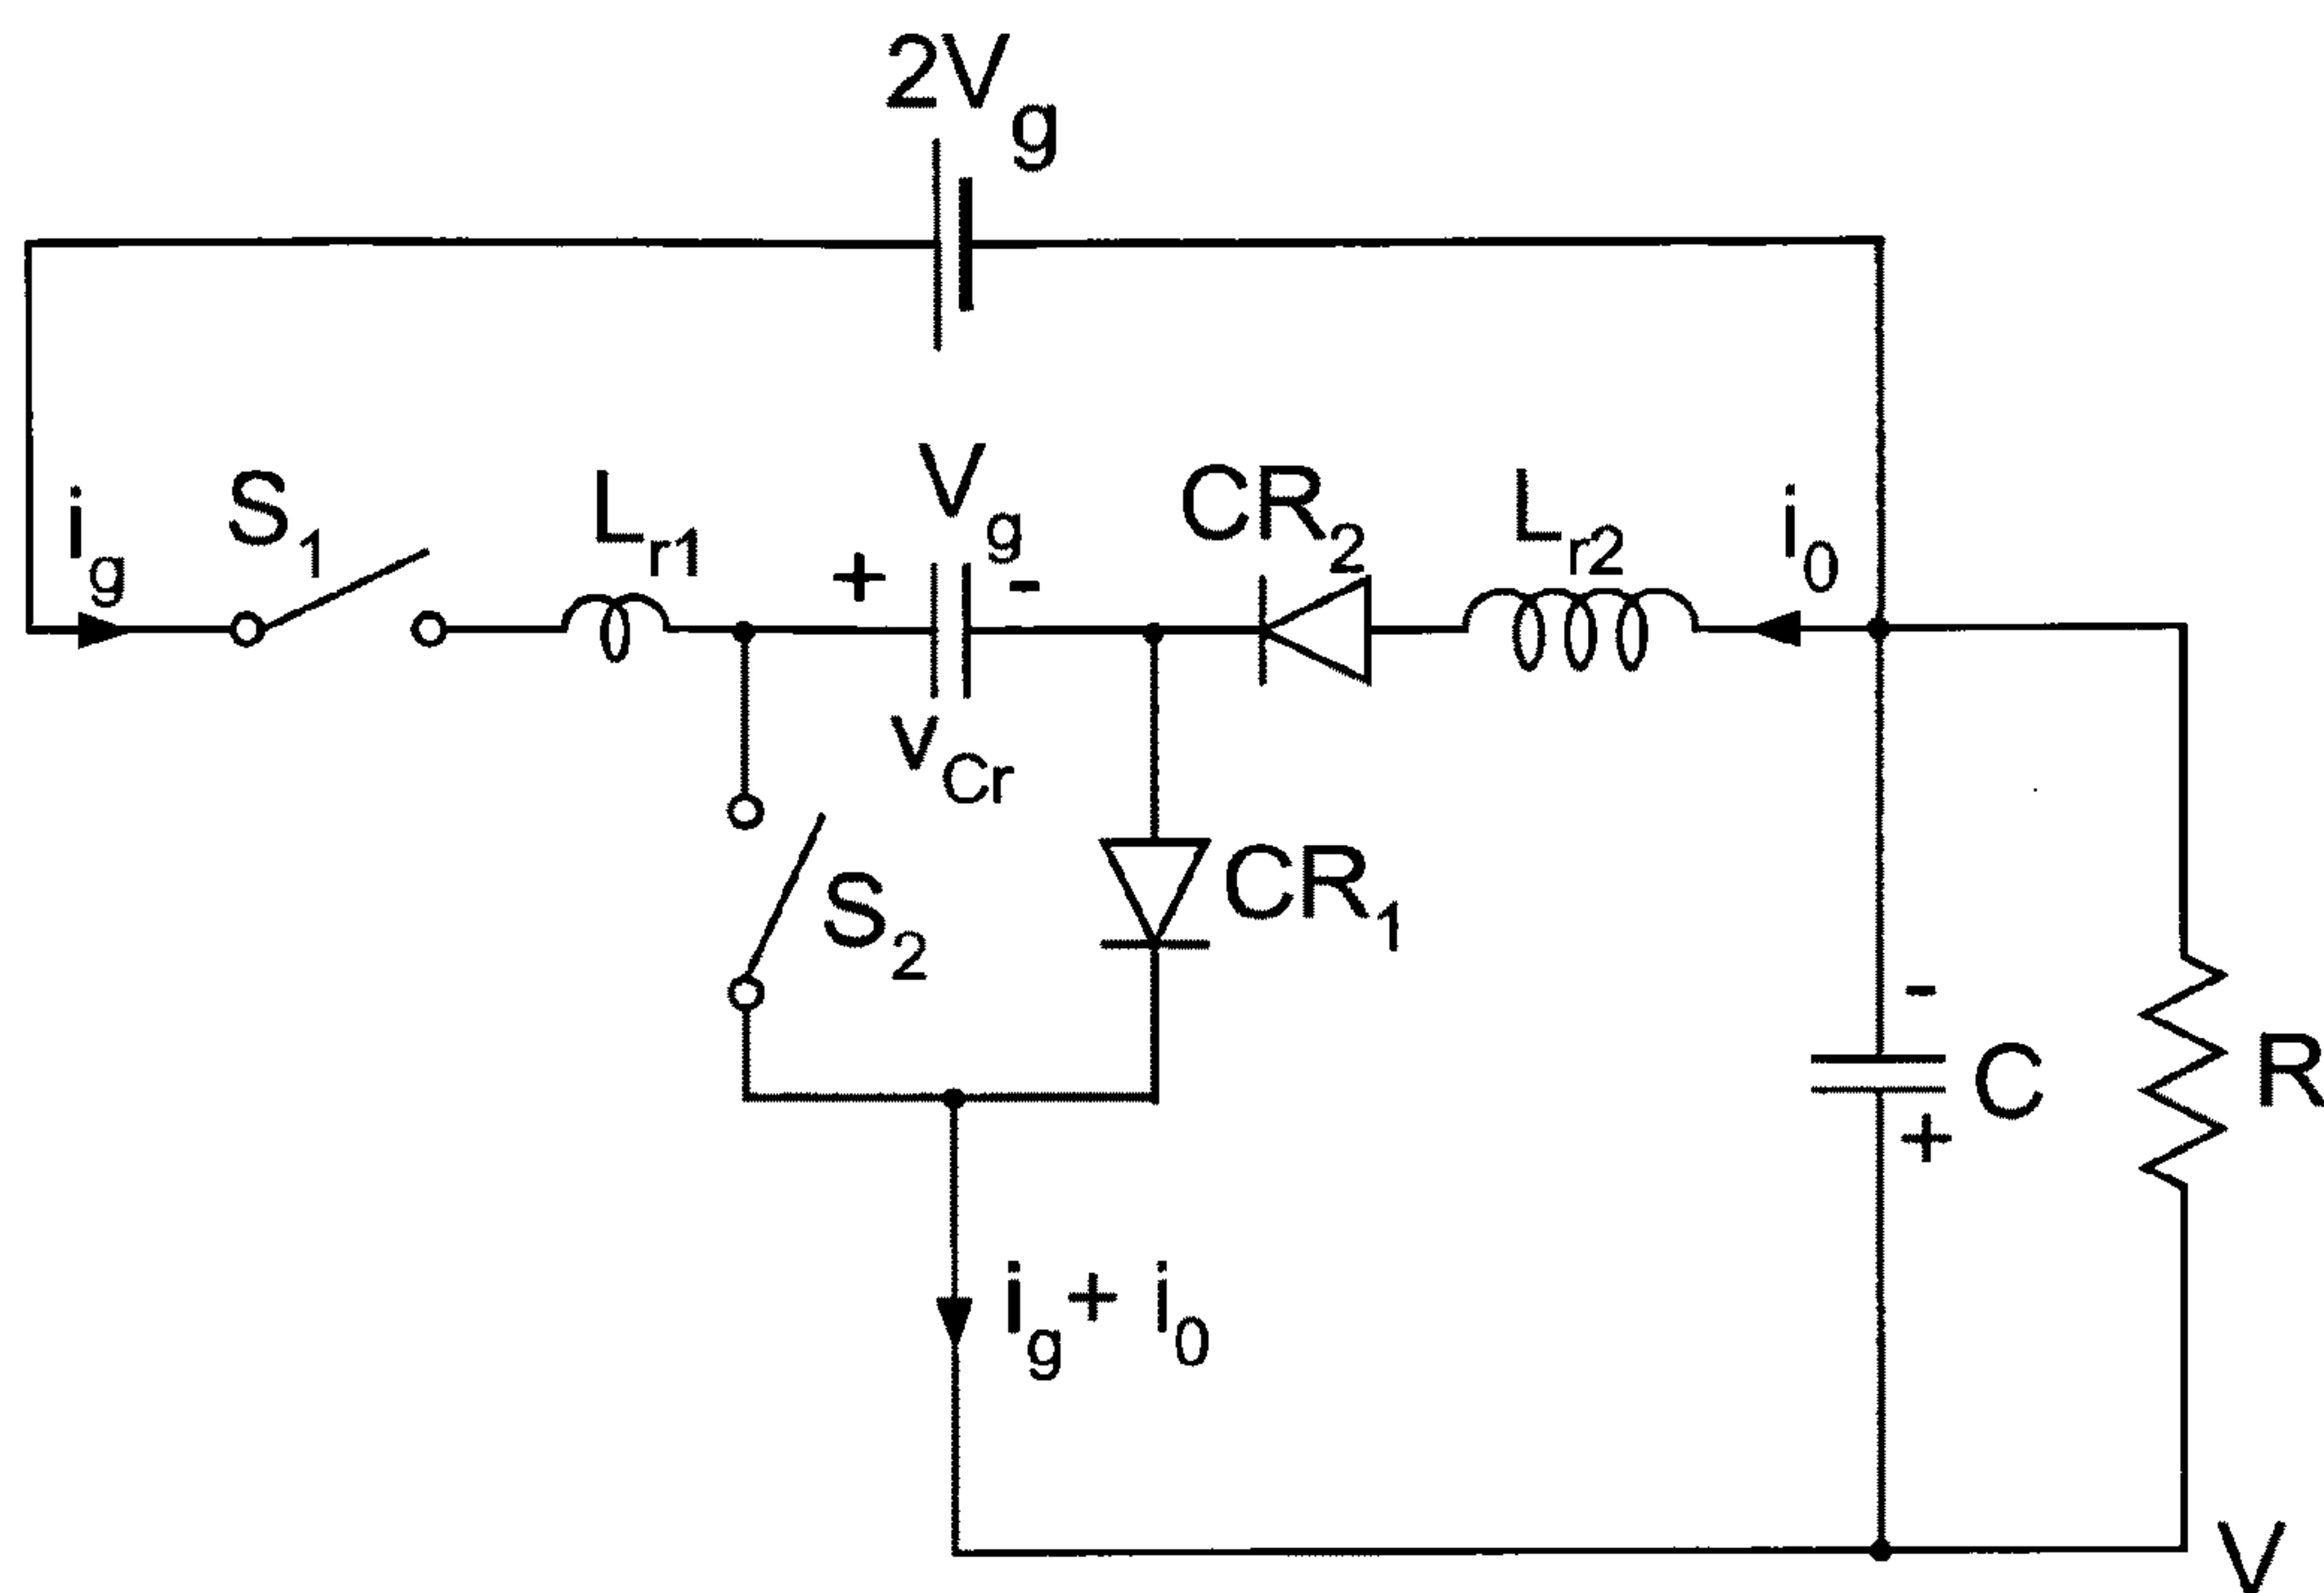 2Vg
ig
S1
Lr1
+
Vg
-
CR2
Lr2
i0
vCr
S2
CR1
-
C
+
R
ig+ i0
V